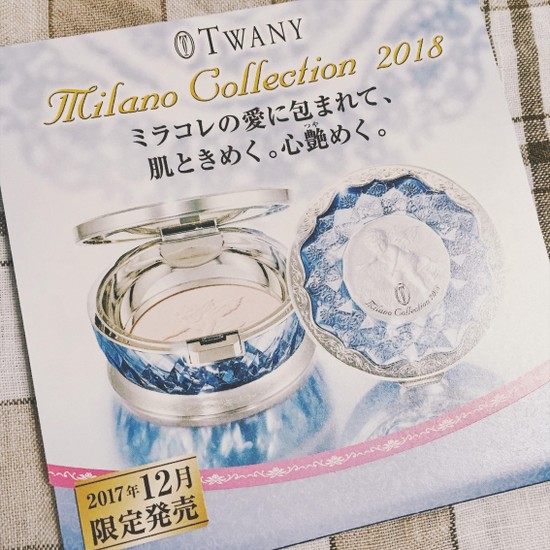 TWANY
Milano Collection 2018
ミラコレの愛に包まれて、
肌ときめく。心艶めく。
つや
Milano Collection 2018
2017年12月
限定発売